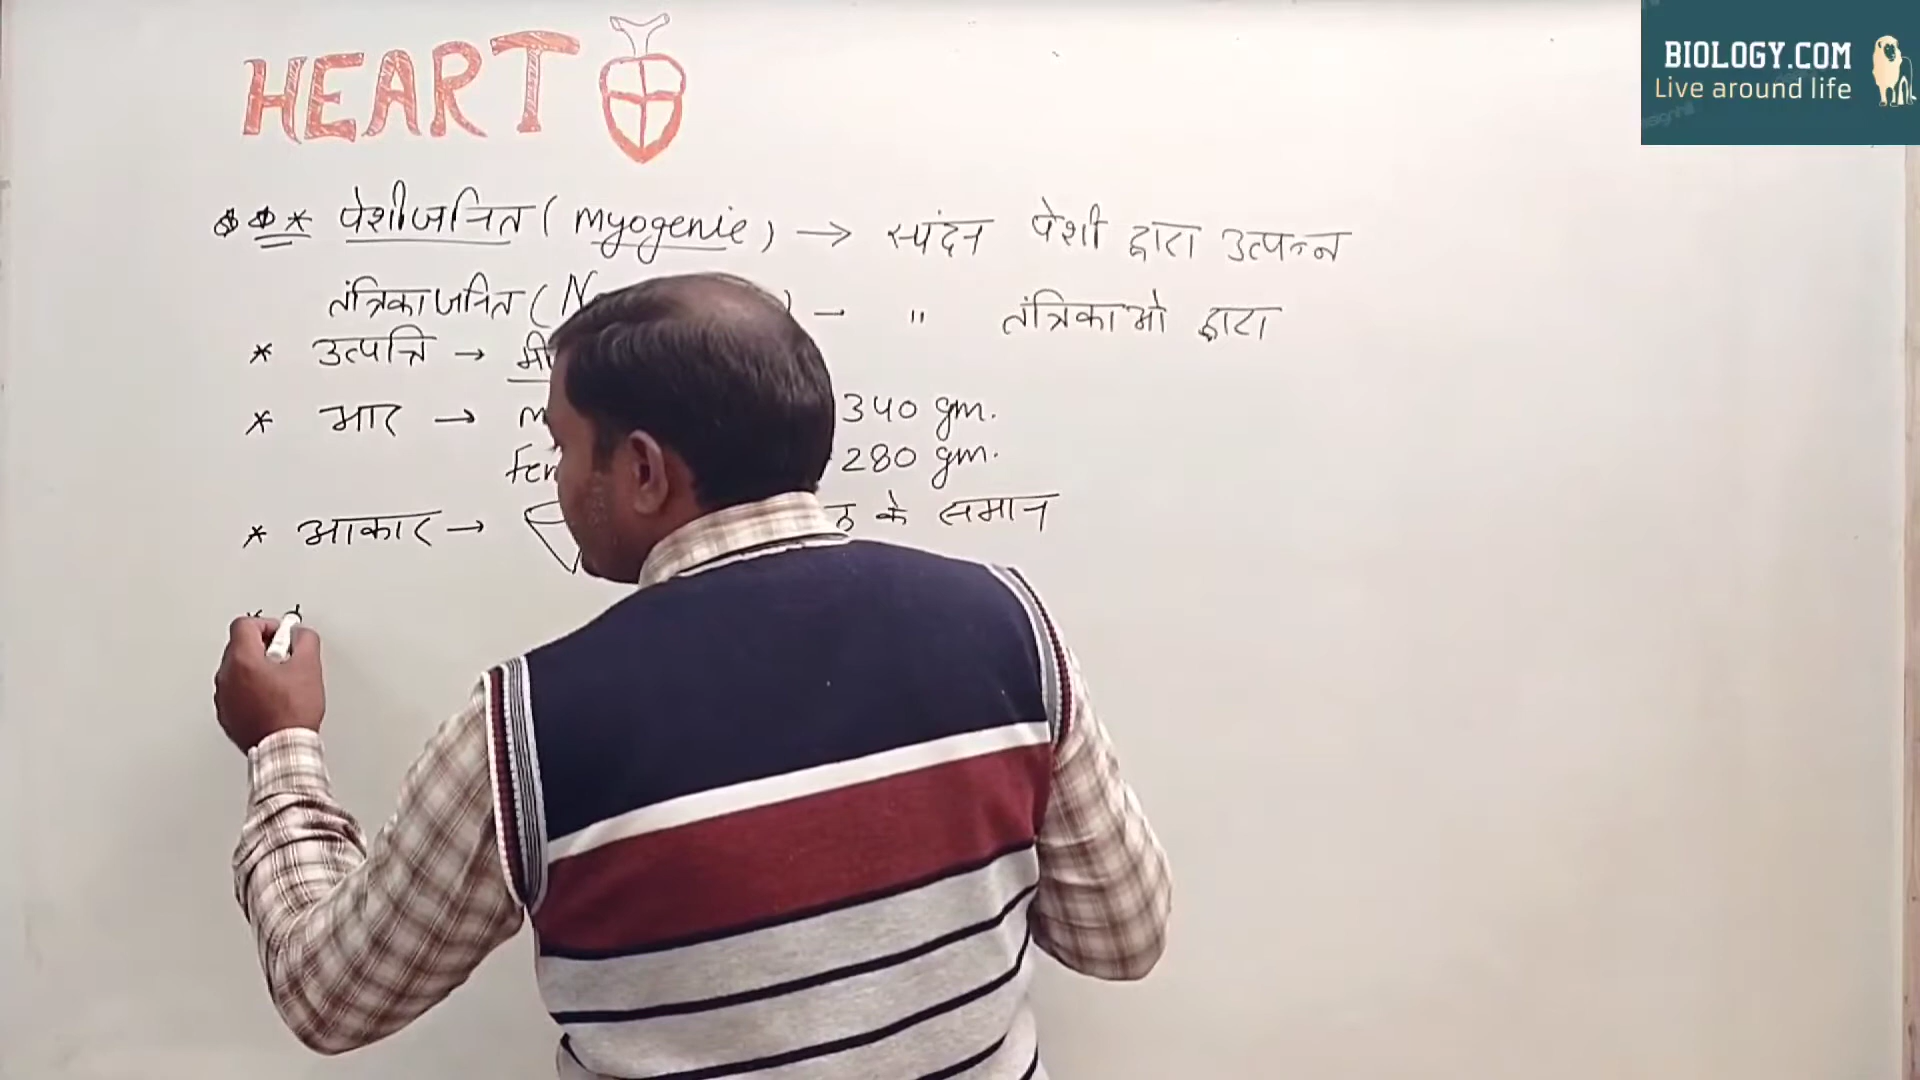 HEART
BIOLOGY.COM
Live around life
*** पेशीजनित (myogenic) → स्पंदन पेशी द्वारा उत्पन्न
तंत्रिकाजनित (N ) → " तंत्रिकाओ द्वारा
* उत्पत्ति →
* भार → 340 gm.
280 gm.
* आकार → के समान
*